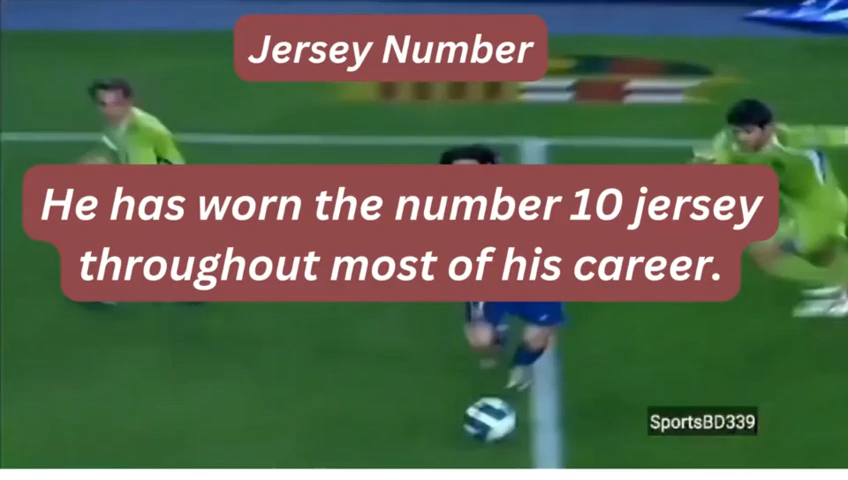 Jersey Number
He has worn the number 10 jersey
throughout most of his career.
SportsBD339